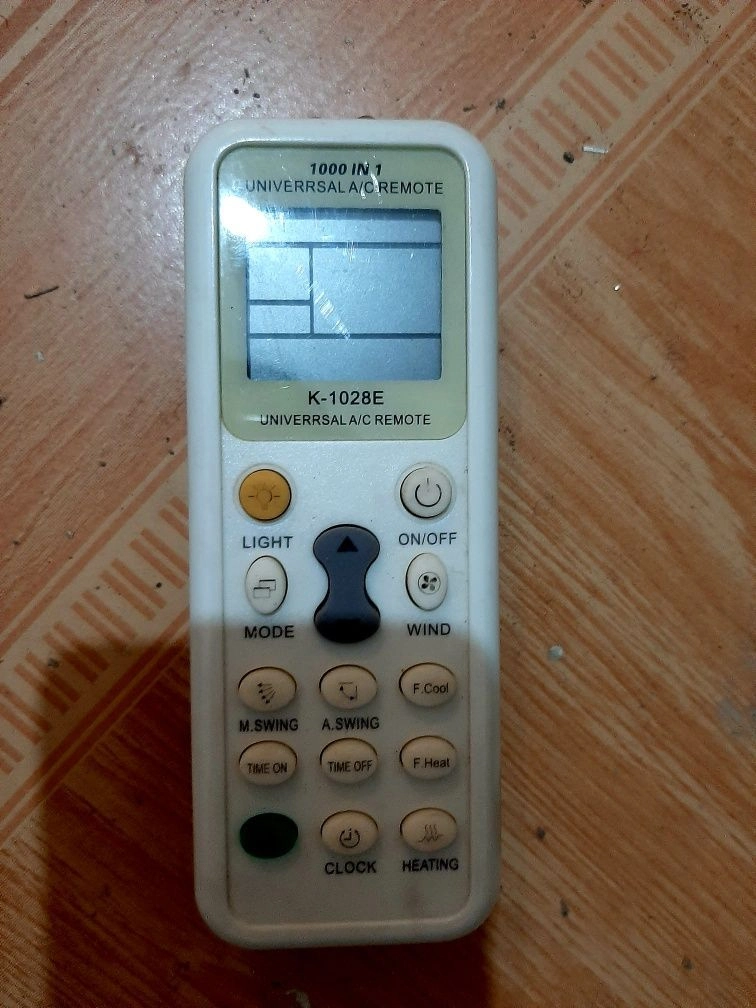 1000 IN 1
UNIVERRSAL A/C REMOTE
K-1028E
UNIVERRSAL A/C REMOTE
LIGHT
ON/OFF
MODE
WIND
F.Cool
M.SWING
A.SWING
TIME ON
TIME OFF
F.Heat
CLOCK
HEATING